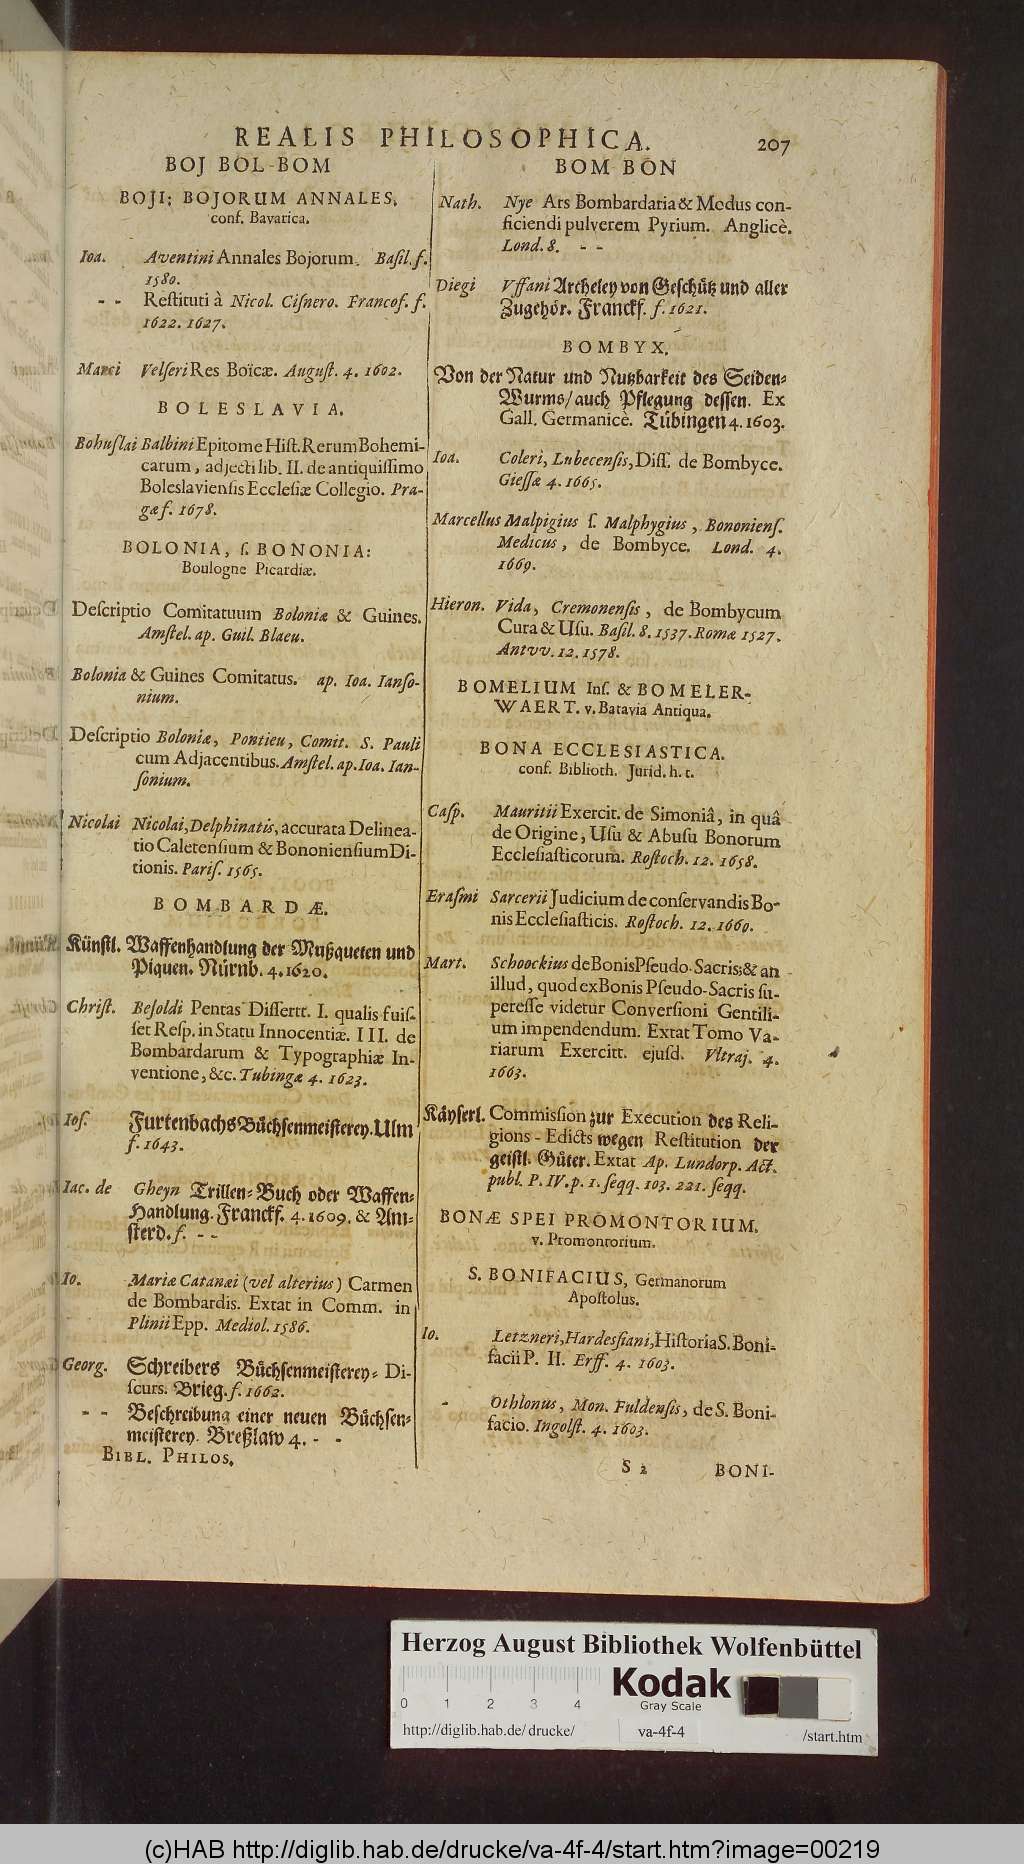 REALIS PHILOSOPHICA. 207
BOJ BOL-BOM
BOJI; BOJORUM ANNALES.
conf. Bavarica.
Ioa. Aventini Annales Bojorum. Baſil. f.
1580.
- - Reſtituti à Nicol. Ciſnero. Francof. f.
1622. 1627.
Marci Velſeri Res Boïcæ. Auguſt. 4. 1602.
BOLESLAVIA.
Bohuſlai Balbini Epitome Hiſt. Rerum Bohemi-
carum, adjecti lib. II. de antiquiſſimo
Boleslavienſis Eccleſiæ Collegio. Pra-
gæ f. 1678.
BOLONIA, ſ. BONONIA:
Boulogne Picardiæ.
Deſcriptio Comitatuum Boloniæ & Guines.
Amſtel. ap. Guil. Blaeu.
Bolonia & Guines Comitatus. ap. Ioa. Ianſo-
nium.
Deſcriptio Boloniæ, Pontieu, Comit. S. Pauli
cum Adjacentibus. Amſtel. ap. Ioa. Ian-
ſonium.
Nicolai Nicolai, Delphinatis, accurata Delinea-
tio Caletenſium & Bononienſium Di-
tionis. Pariſ. 1565.
BOMBARDÆ.
Künſtl. Waffenhandlung der Mußqueten und
Piquen. Nürnb. 4. 1620.
Chriſt. Beſoldi Pentas Diſſertt. I. qualis fuiſ-
ſet Reſp. in Statu Innocentiæ. III. de
Bombardarum & Typographiæ In-
ventione, &c. Tubingæ 4. 1623.
Ioſ. Furtenbachs Büchſenmeiſterey. Ulm
f. 1643.
Iac. de Gheyn Trillen-Buch oder Waffen-
Handlung. Franckf. 4. 1609. & Am-
ſterd. f. - -
Io. Mariæ Catanæi (vel alterius) Carmen
de Bombardis. Extat in Comm. in
Plinii Epp. Mediol. 1586.
Georg. Schreibers Büchſenmeiſterey- Di-
ſcurs. Brieg. f. 1662.
- - Beſchreibung einer neuen Büchſen-
meiſterey. Breßlaw 4. - -
BIBL. PHILOS.
BOM BON
Nath. Nye Ars Bombardaria & Modus con-
ficiendi pulverem Pyrium. Anglicè.
Lond. 8. - -
Diegi Vffani Archeley von Geſchütz und aller
Zugehör. Franckf. f. 1621.
BOMBYX.
Von der Natur und Nutzbarkeit des Seiden-
Wurms/ auch Pflegung deſſen. Ex
Gall. Germanicè. Tübingen 4. 1603.
Ioa. Coleri, Lubecenſis, Diſſ. de Bombyce.
Gieſſæ 4. 1665.
Marcellus Malpigius ſ. Malphygius, Bononienſ.
Medicus, de Bombyce. Lond. 4.
1669.
Hieron. Vida, Cremonenſis, de Bombycum
Cura & Uſu. Baſil. 8. 1537. Romæ 1527.
Antvv. 12. 1578.
BOMELIUM Inſ. & BOMELER-
WAERT. v. Batavia Antiqua.
BONA ECCLESIASTICA.
conf. Biblioth. Jurid. h. t.
Caſp. Mauritii Exercit. de Simoniâ, in quâ
de Origine, Uſu & Abuſu Bonorum
Eccleſiaſticorum. Roſtoch. 12. 1658.
Eraſmi Sarcerii Judicium de conſervandis Bo-
nis Eccleſiaſticis. Roſtoch. 12. 1660.
Mart. Schoockius de Bonis Pſeudo-Sacris; & an
illud, quod ex Bonis Pſeudo-Sacris ſu-
pereſſe videtur Converſioni Gentili-
um impendendum. Extat Tomo Va-
riarum Exercitt. ejuſd. Vltraj. 4.
1663.
Käyſerl. Commiſſion zur Execution des Reli-
gions-Edicts wegen Reſtitution der
geiſtl. Güter. Extat Ap. Lundorp. Act.
publ. P. IV. p. 1. ſeqq. 103. 221. ſeqq.
BONÆ SPEI PROMONTORIUM.
v. Promontorium.
S. BONIFACIUS, Germanorum
Apoſtolus.
Io. Letzneri, Hardeſſiani, Hiſtoria S. Boni-
facii P. II. Erff. 4. 1603.
- Othlonus, Mon. Fuldenſis, de S. Boni-
facio. Ingolſt. 4. 1603.
S 2 BONI-
Herzog August Bibliothek Wolfenbüttel
0 1 2 3 4
Kodak
Gray Scale
http://diglib.hab.de/drucke/ va-4f-4 /start.htm
(c)HAB http://diglib.hab.de/drucke/va-4f-4/start.htm?image=00219